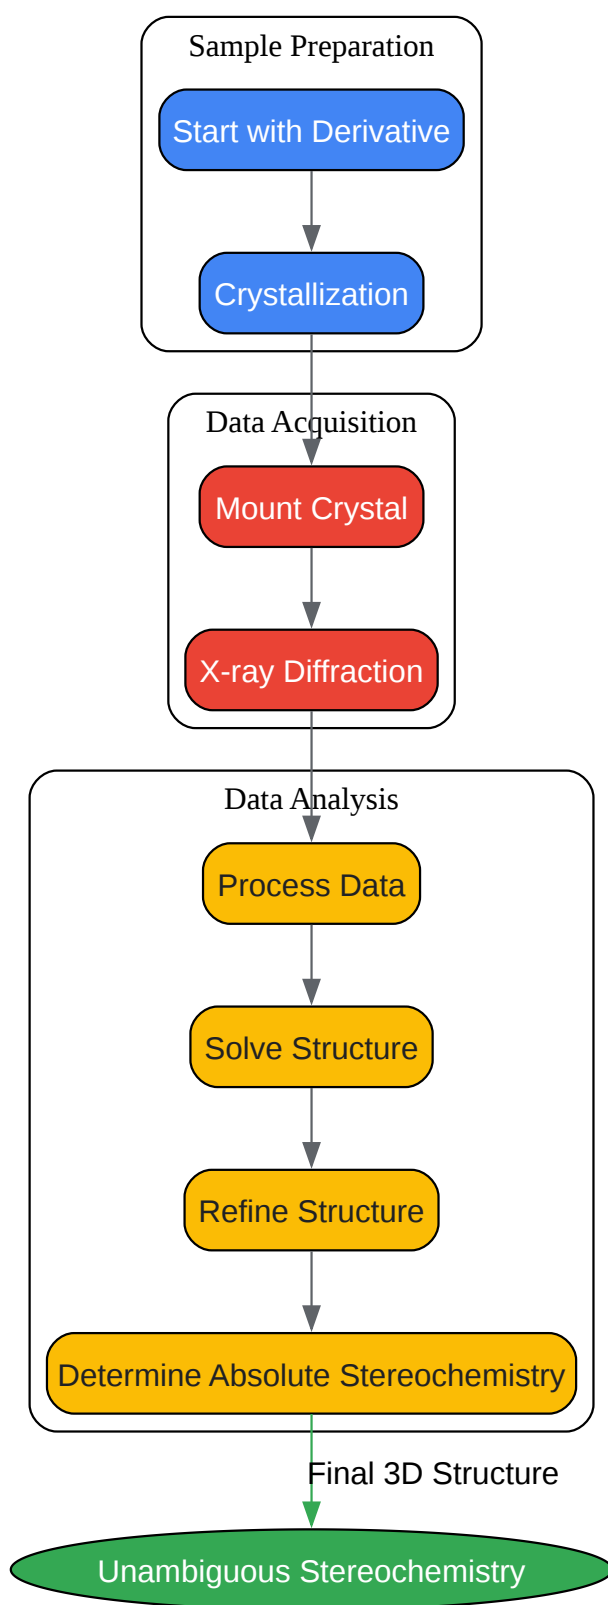 Sample Preparation
Start with Derivative
Crystallization
Data Acquisition
Mount Crystal
X-ray Diffraction
Data Analysis
Process Data
Solve Structure
Refine Structure
Determine Absolute Stereochemistry
Final 3D Structure
Unambiguous Stereochemistry